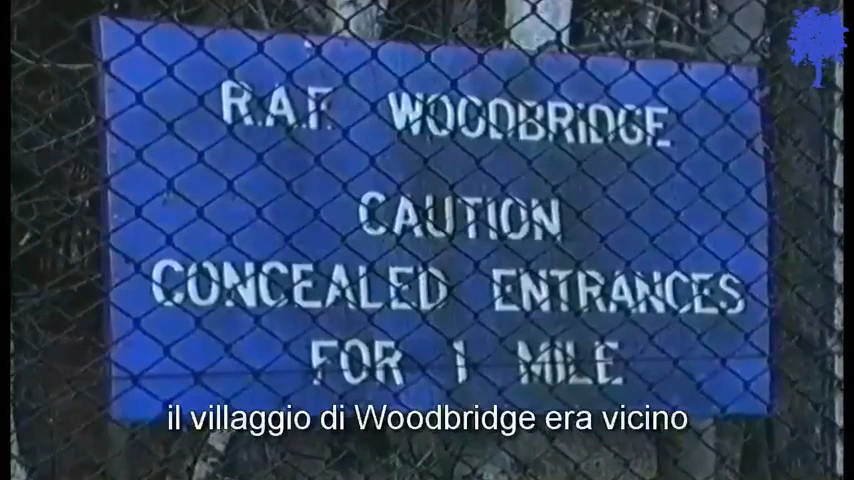 R.A.F. WOODBRIDGE
CAUTION
CONCEALED ENTRANCES
FOR 1 MILE
il villaggio di Woodbridge era vicino